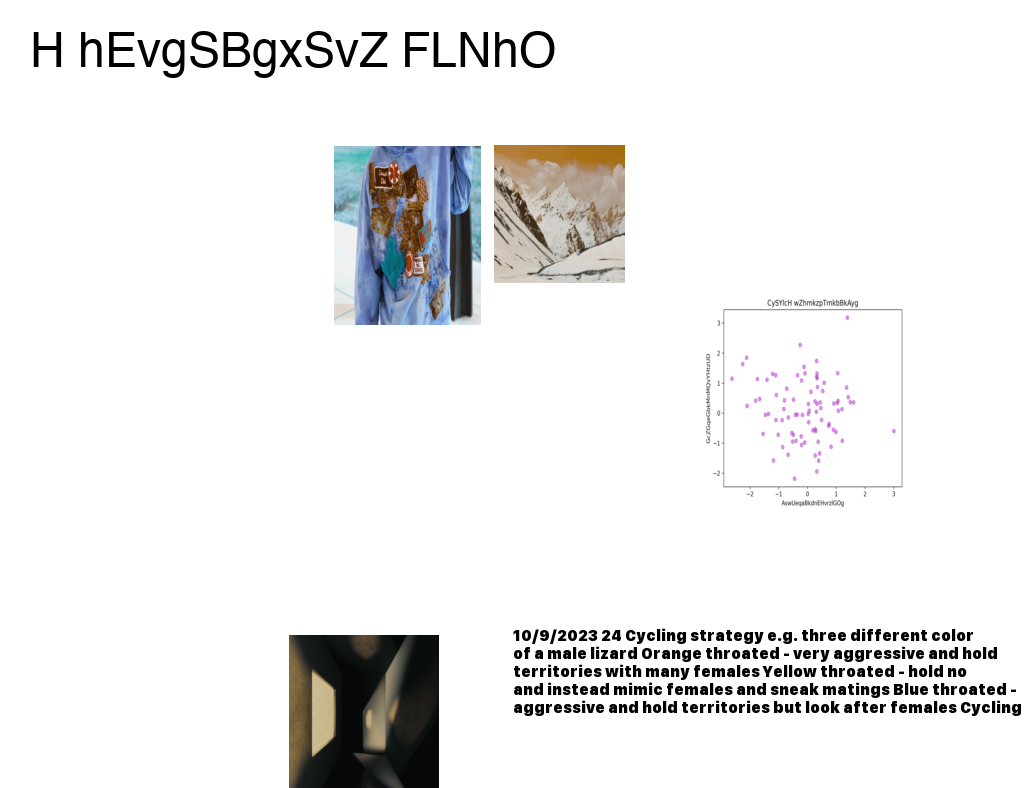 H hEvgSBgxSvZ FLNhO
CySYlcH wZhmkzpTmkbBkAyg
3
2
1
0
−1
−2
−2 −1 0 1 2 3
AswUeqaBkdnEHvrzlGOg
10/9/2023 24 Cycling strategy e.g. three different color
of a male lizard Orange throated - very aggressive and hold
territories with many females Yellow throated - hold no
and instead mimic females and sneak matings Blue throated -
aggressive and hold territories but look after females Cycling